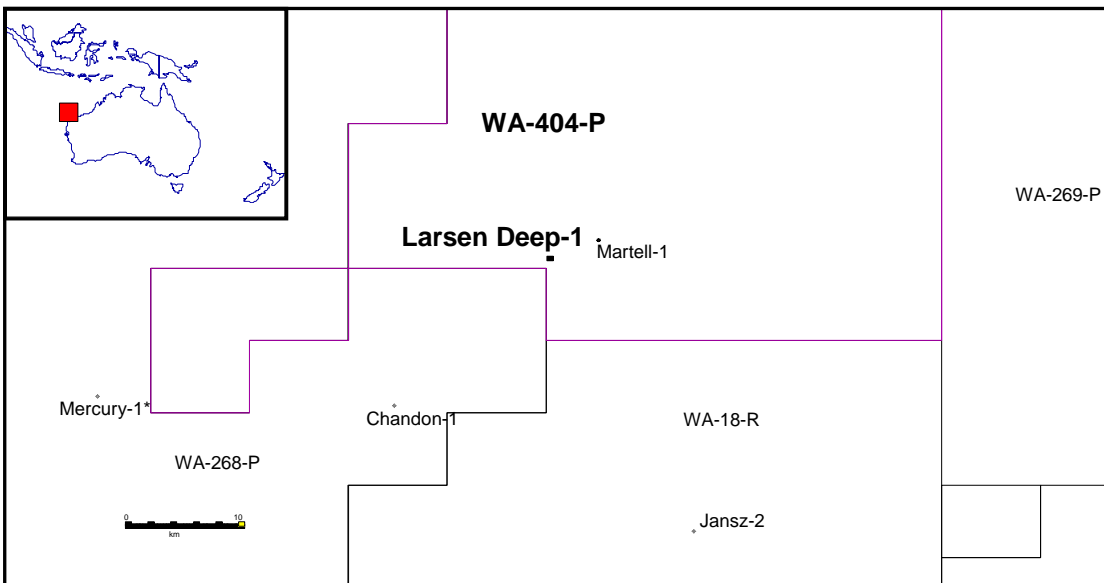 WA-404-P
WA-269-P
Larsen Deep-1
Martell-1
Mercury-1*
Chandon-1
WA-18-R
WA-268-P
0 10
km
Jansz-2